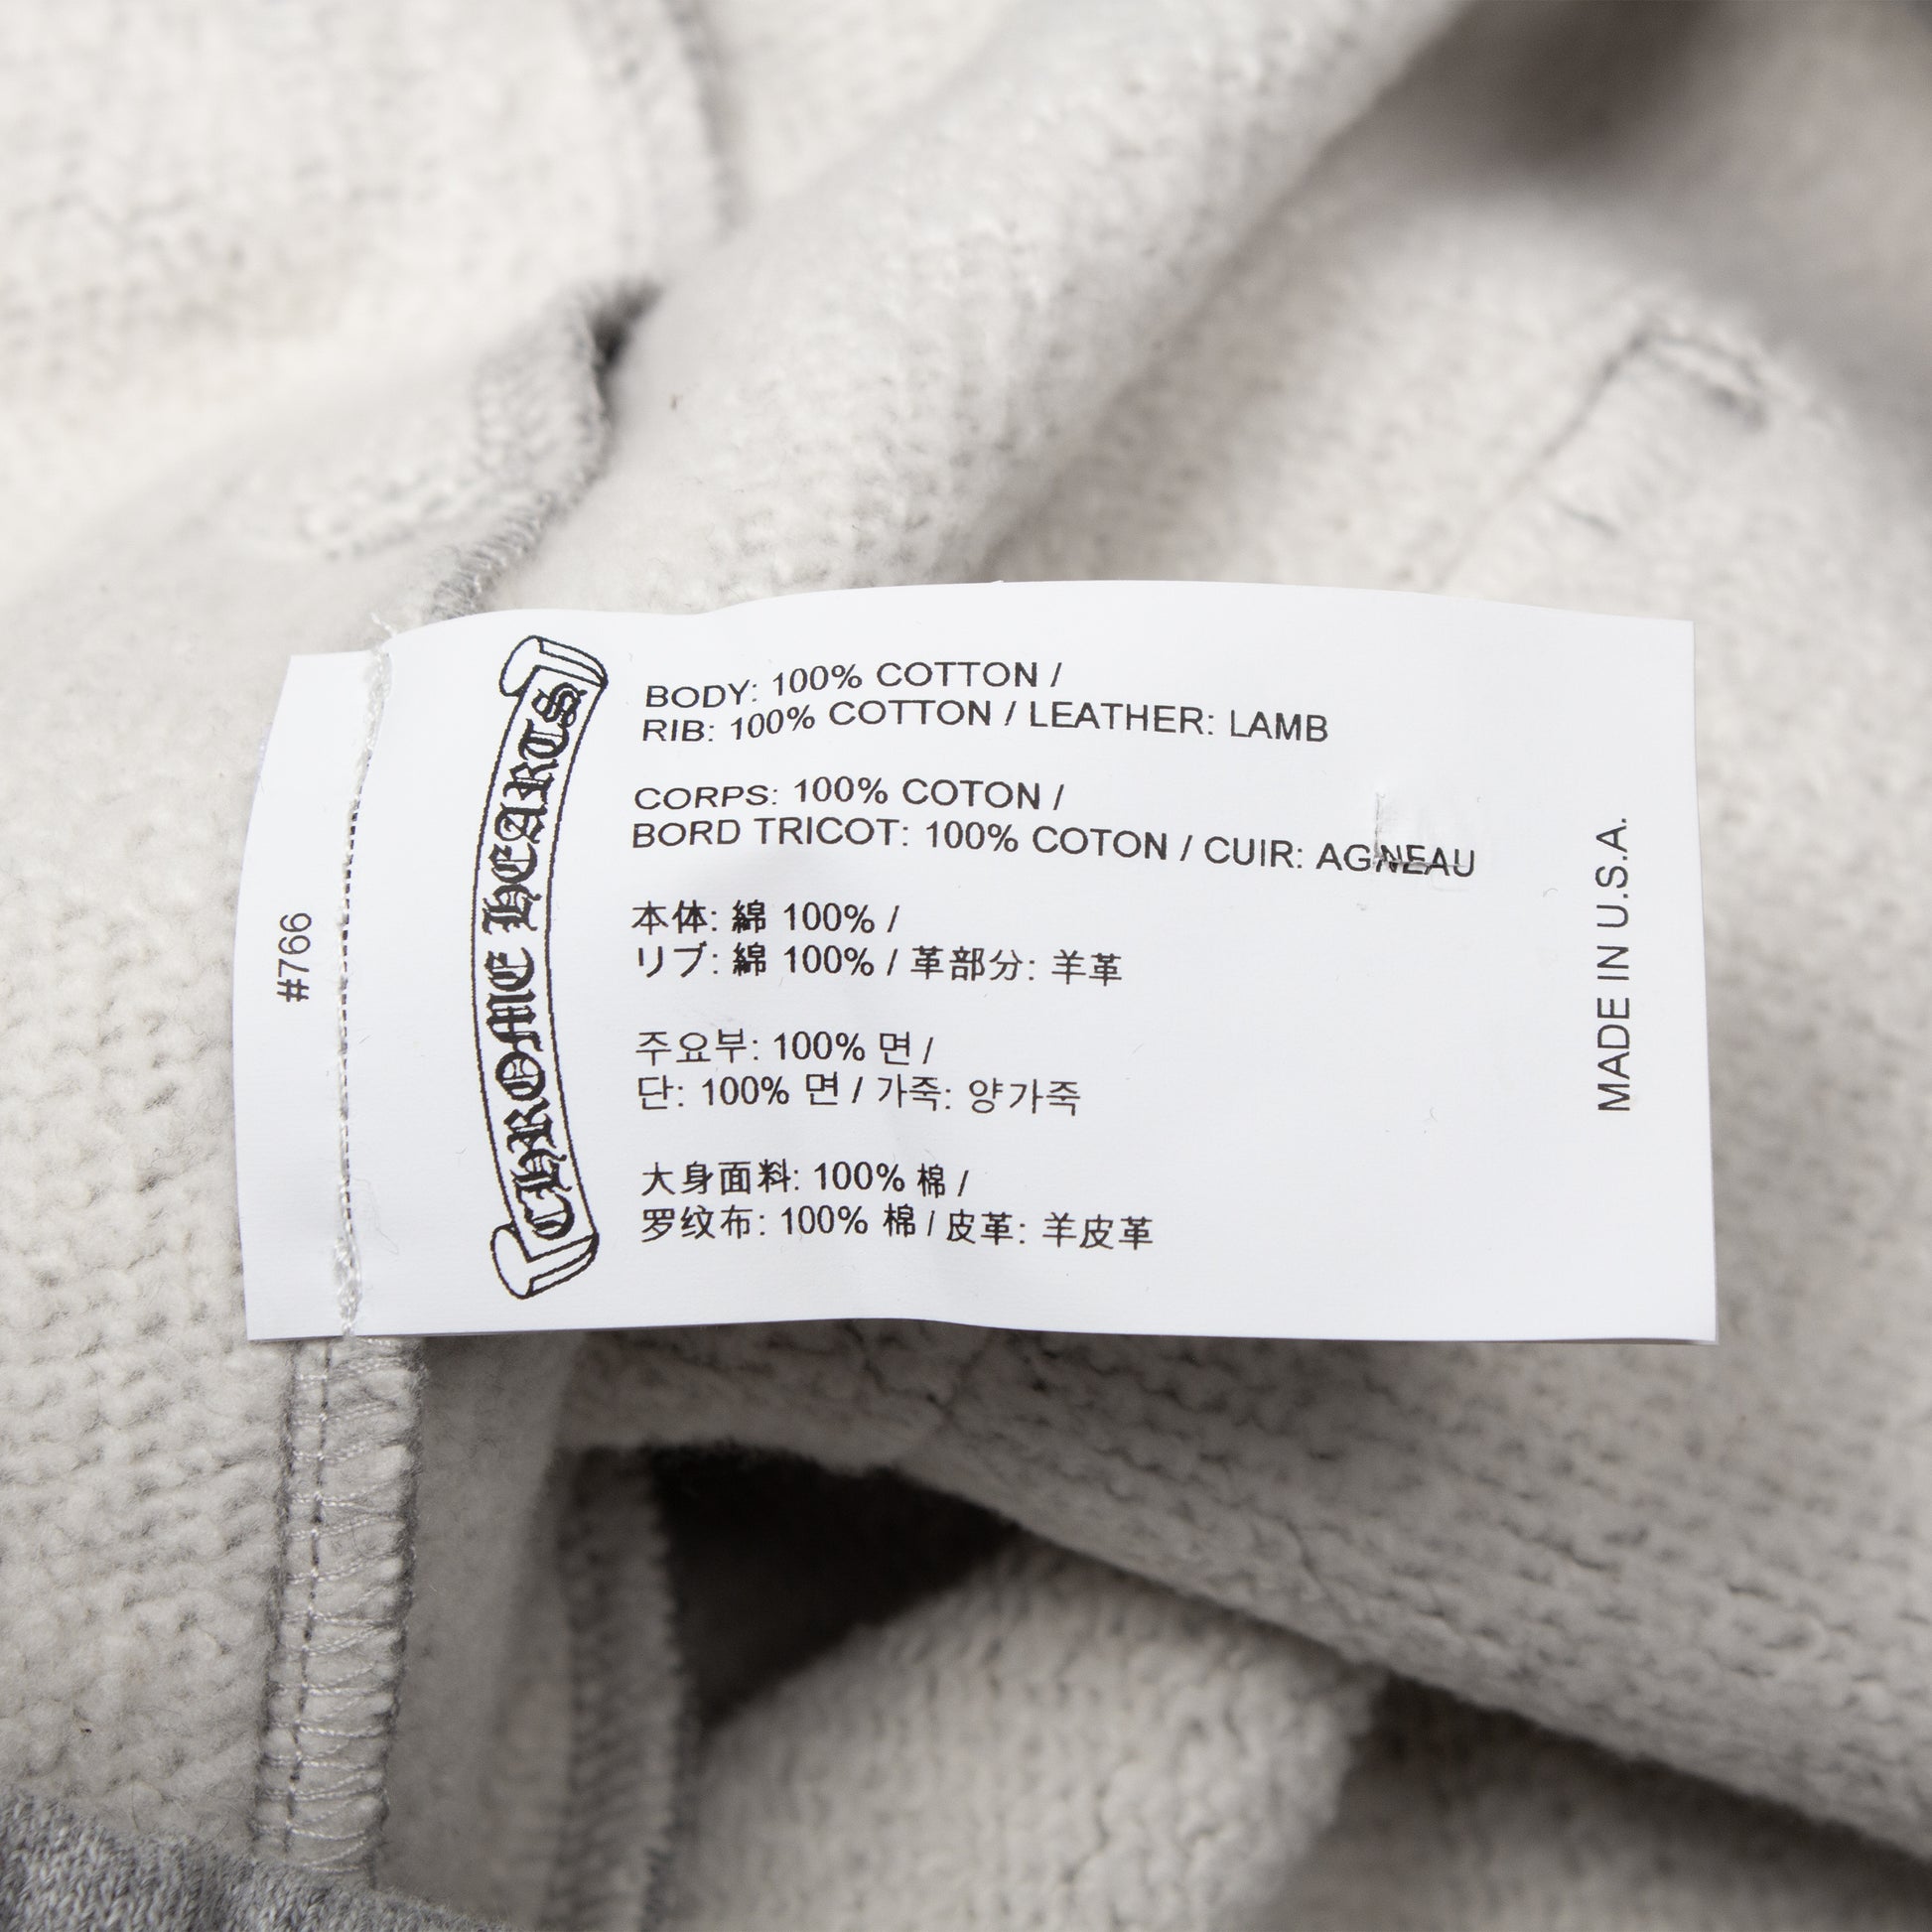 #766
CHROME HEARTS
BODY: 100% COTTON /
RIB: 100% COTTON / LEATHER: LAMB
CORPS: 100% COTON /
BORD TRICOT: 100% COTON / CUIR: AGNEAU
本体: 綿 100% /
リブ: 綿 100% / 革部分: 羊革
주요부: 100% 면 /
단: 100% 면 / 가죽: 양가죽
大身面料: 100% 棉 /
罗纹布: 100% 棉 / 皮革: 羊皮革
MADE IN U.S.A.